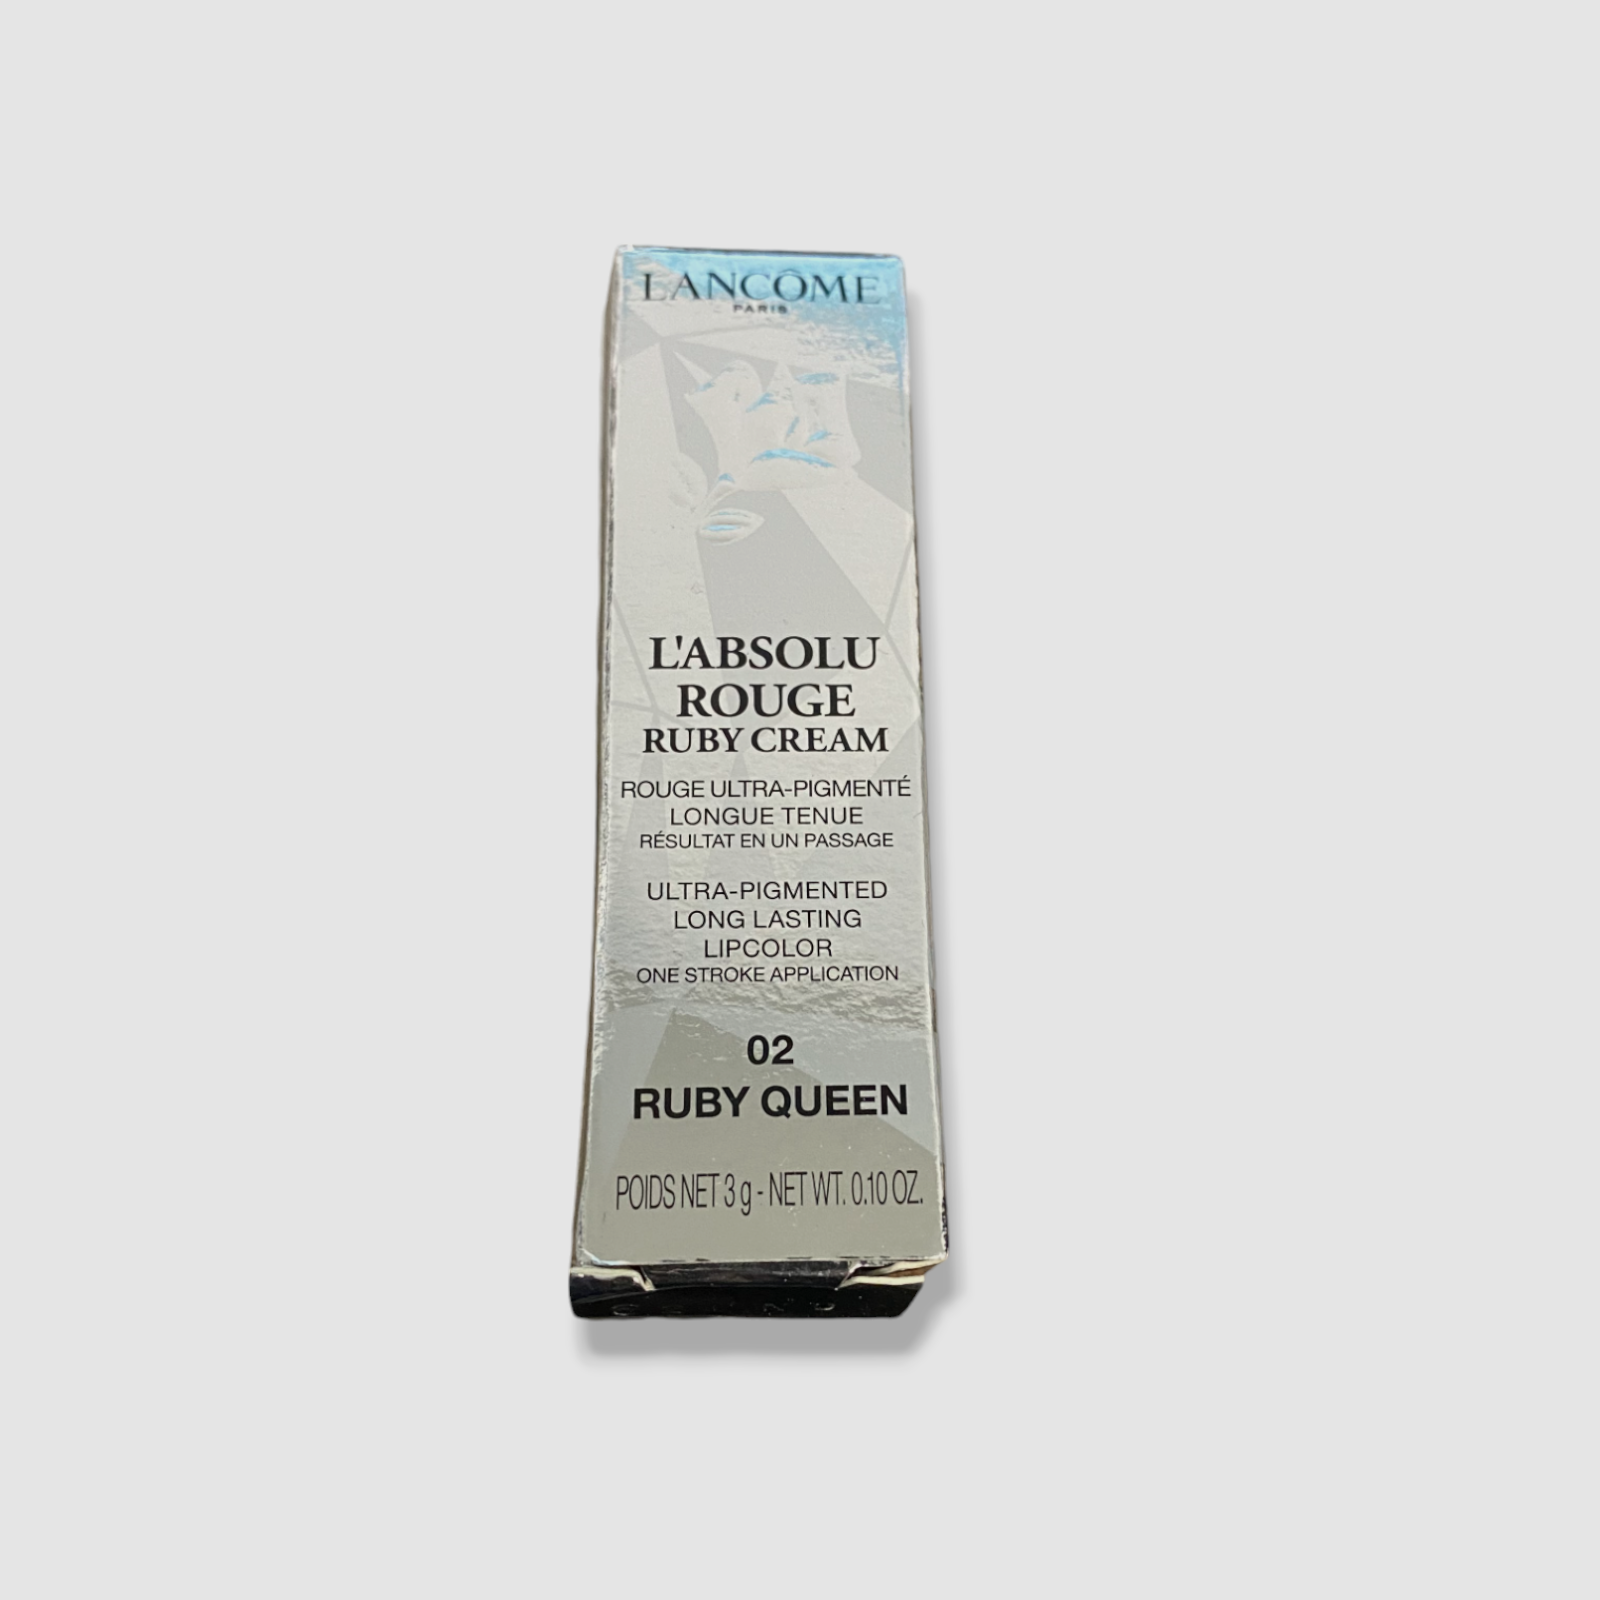 LANCÔME
PARIS
L'ABSOLU
ROUGE
RUBY CREAM
ROUGE ULTRA-PIGMENTÉ
LONGUE TENUE
RÉSULTAT EN UN PASSAGE
ULTRA-PIGMENTED
LONG LASTING
LIPCOLOR
ONE STROKE APPLICATION
02
RUBY QUEEN
POIDS NET 3 g - NET WT. 0.10 OZ.